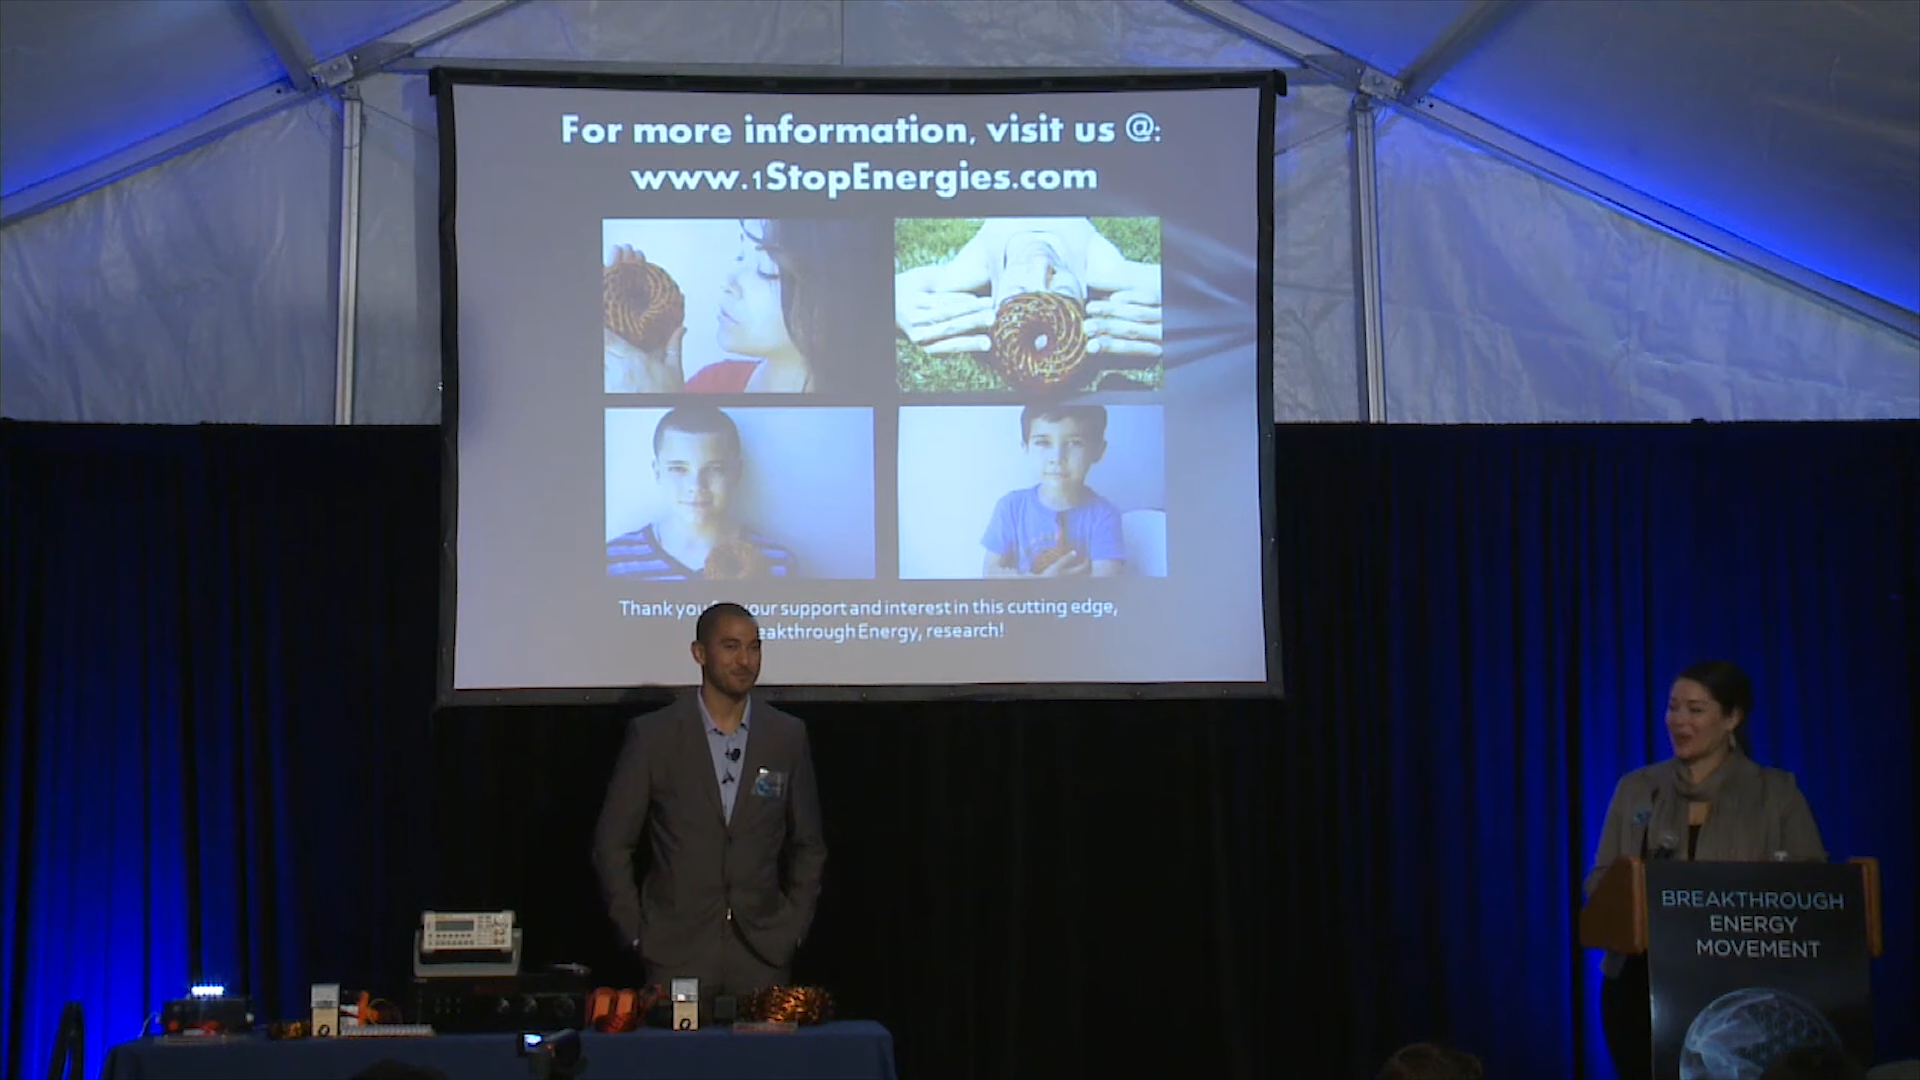 For more information, visit us @:
www.1StopEnergies.com
Thank you your support and interest in this cutting edge,
Energy, research!
BREAKTHROUGH
ENERGY
MOVEMENT